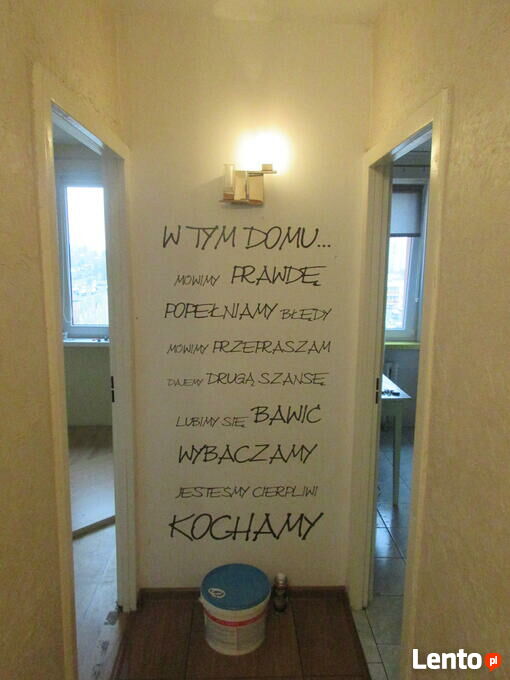 W TYM DOMU...
MÓWIMY PRAWDĘ
POPEŁNIAMY BŁĘDY
MÓWIMY PRZEPRASZAM
DAJEMY DRUGĄ SZANSĘ
LUBIMY SIĘ BAWIĆ
WYBACZAMY
JESTEŚMY CIERPLIWI
KOCHAMY
Lento.pl